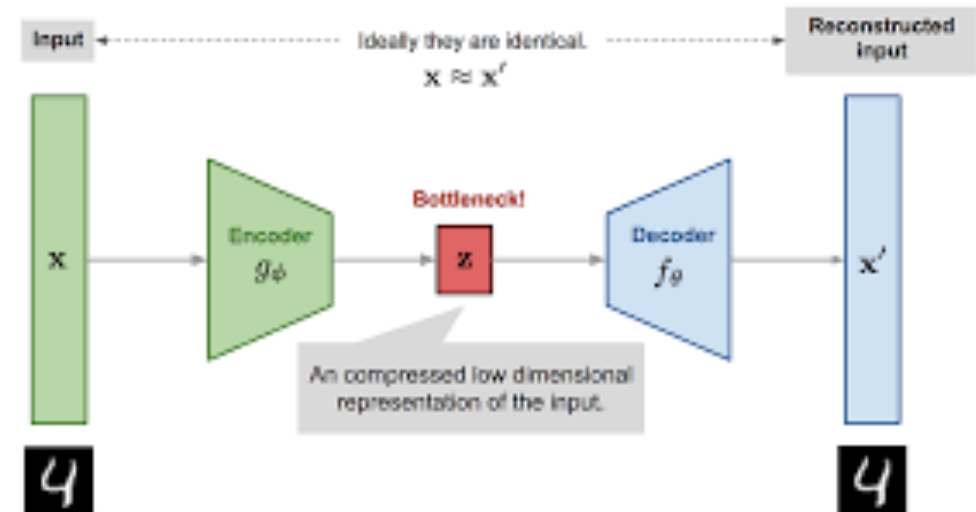 Input
Ideally they are identical.
x ≈ x′
Reconstructed
input
Bottleneck!
x
Encoder
gϕ
z
Decoder
fθ
x′
An compressed low dimensional
representation of the input.
4
4